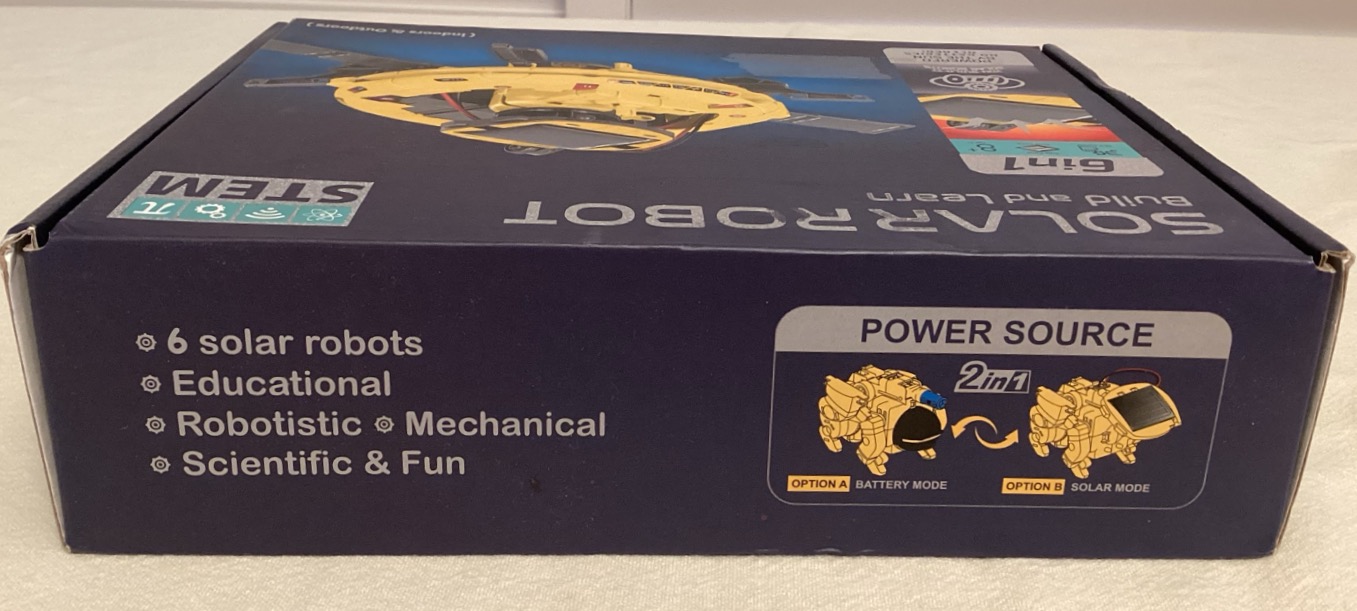 ( Indoors & Outdoors )
6in1
8+
STEM
π
SOLAR ROBOT
Build and Learn
6 solar robots
Educational
Robotistic Mechanical
Scientific & Fun
POWER SOURCE
2in1
OPTION A BATTERY MODE
OPTION B SOLAR MODE